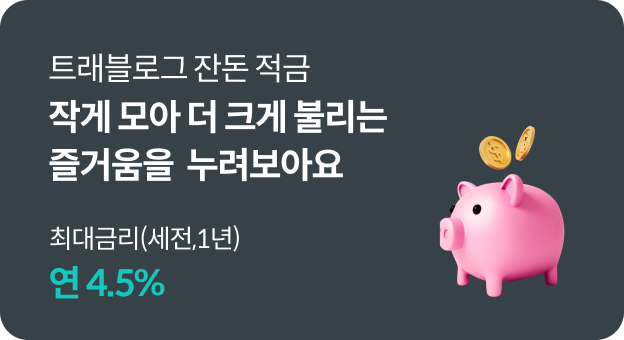 트래블로그 잔돈 적금
작게 모아 더 크게 불리는
즐거움을 누려보아요
최대금리(세전,1년)
연 4.5%